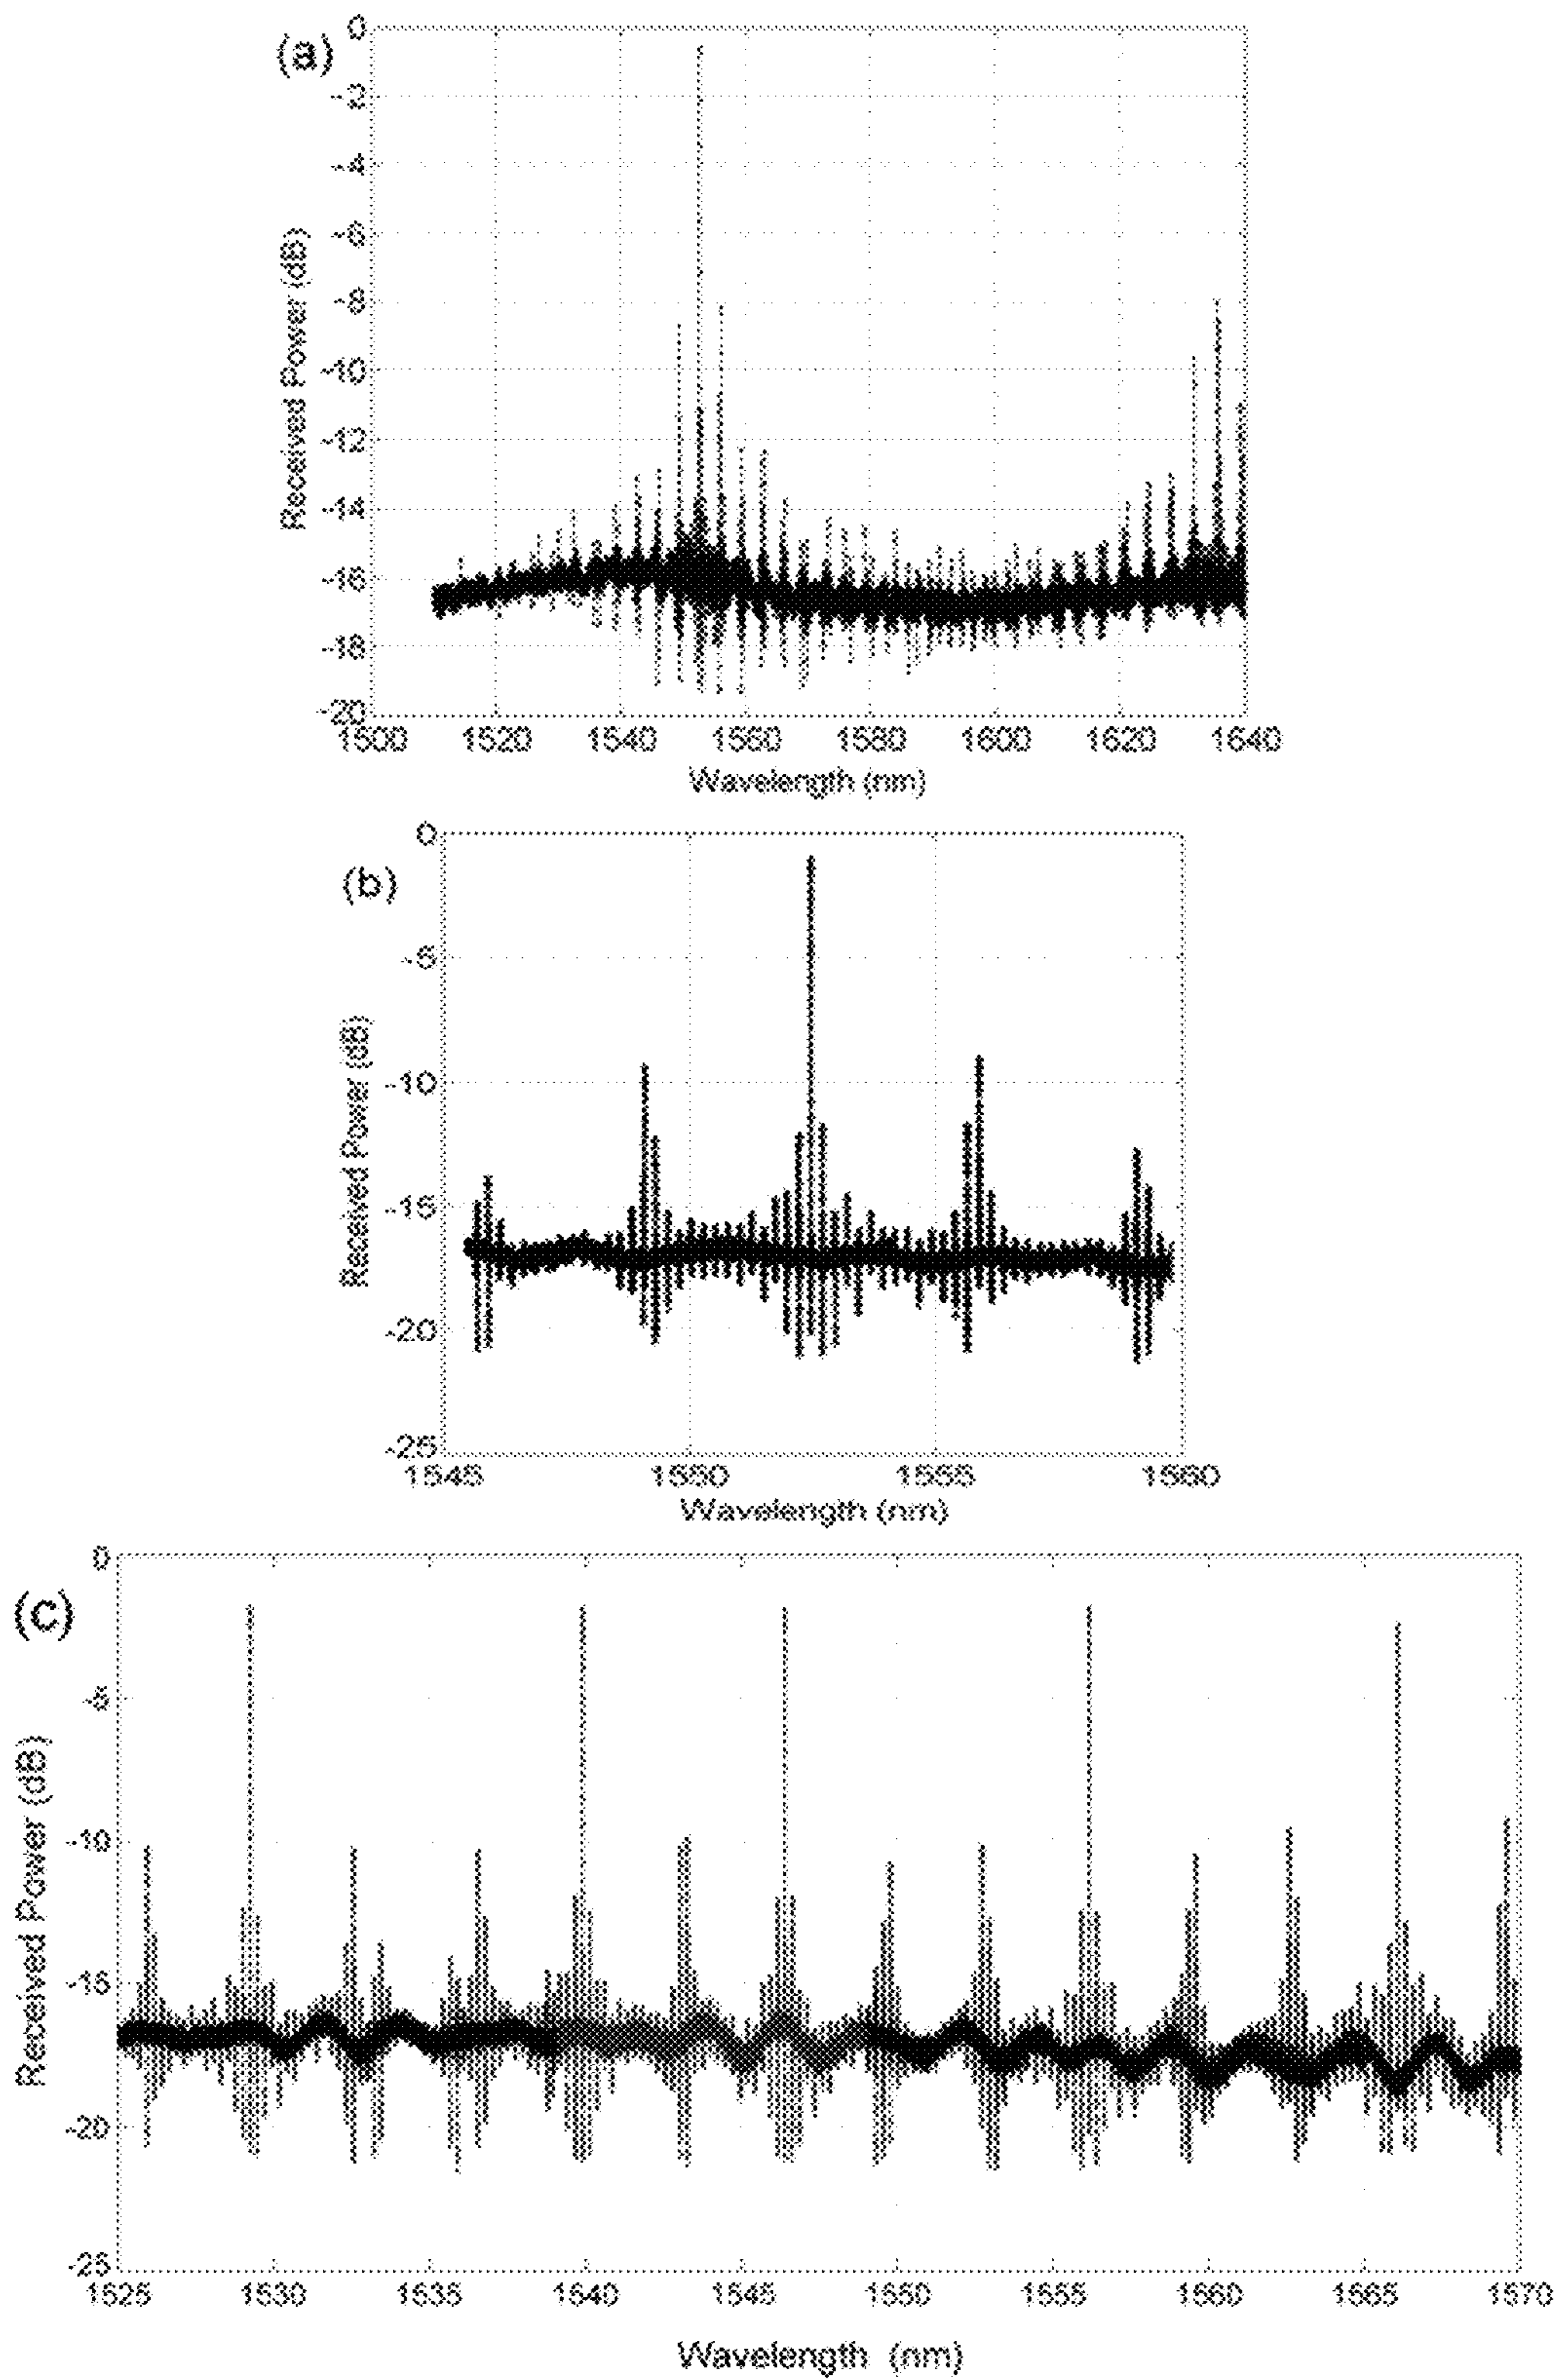 (a)
0
-2
-4
-6
-8
-10
-12
-14
-16
-18
-20
Received Power (dB)
1500 1520 1540 1560 1580 1600 1620 1640
Wavelength (nm)
(b)
0
-5
-10
-15
-20
-25
Received Power (dB)
1545 1550 1555 1560
Wavelength (nm)
(c)
0
-5
-10
-15
-20
-25
Received Power (dB)
1525 1530 1535 1540 1545 1550 1555 1560 1565 1570
Wavelength (nm)